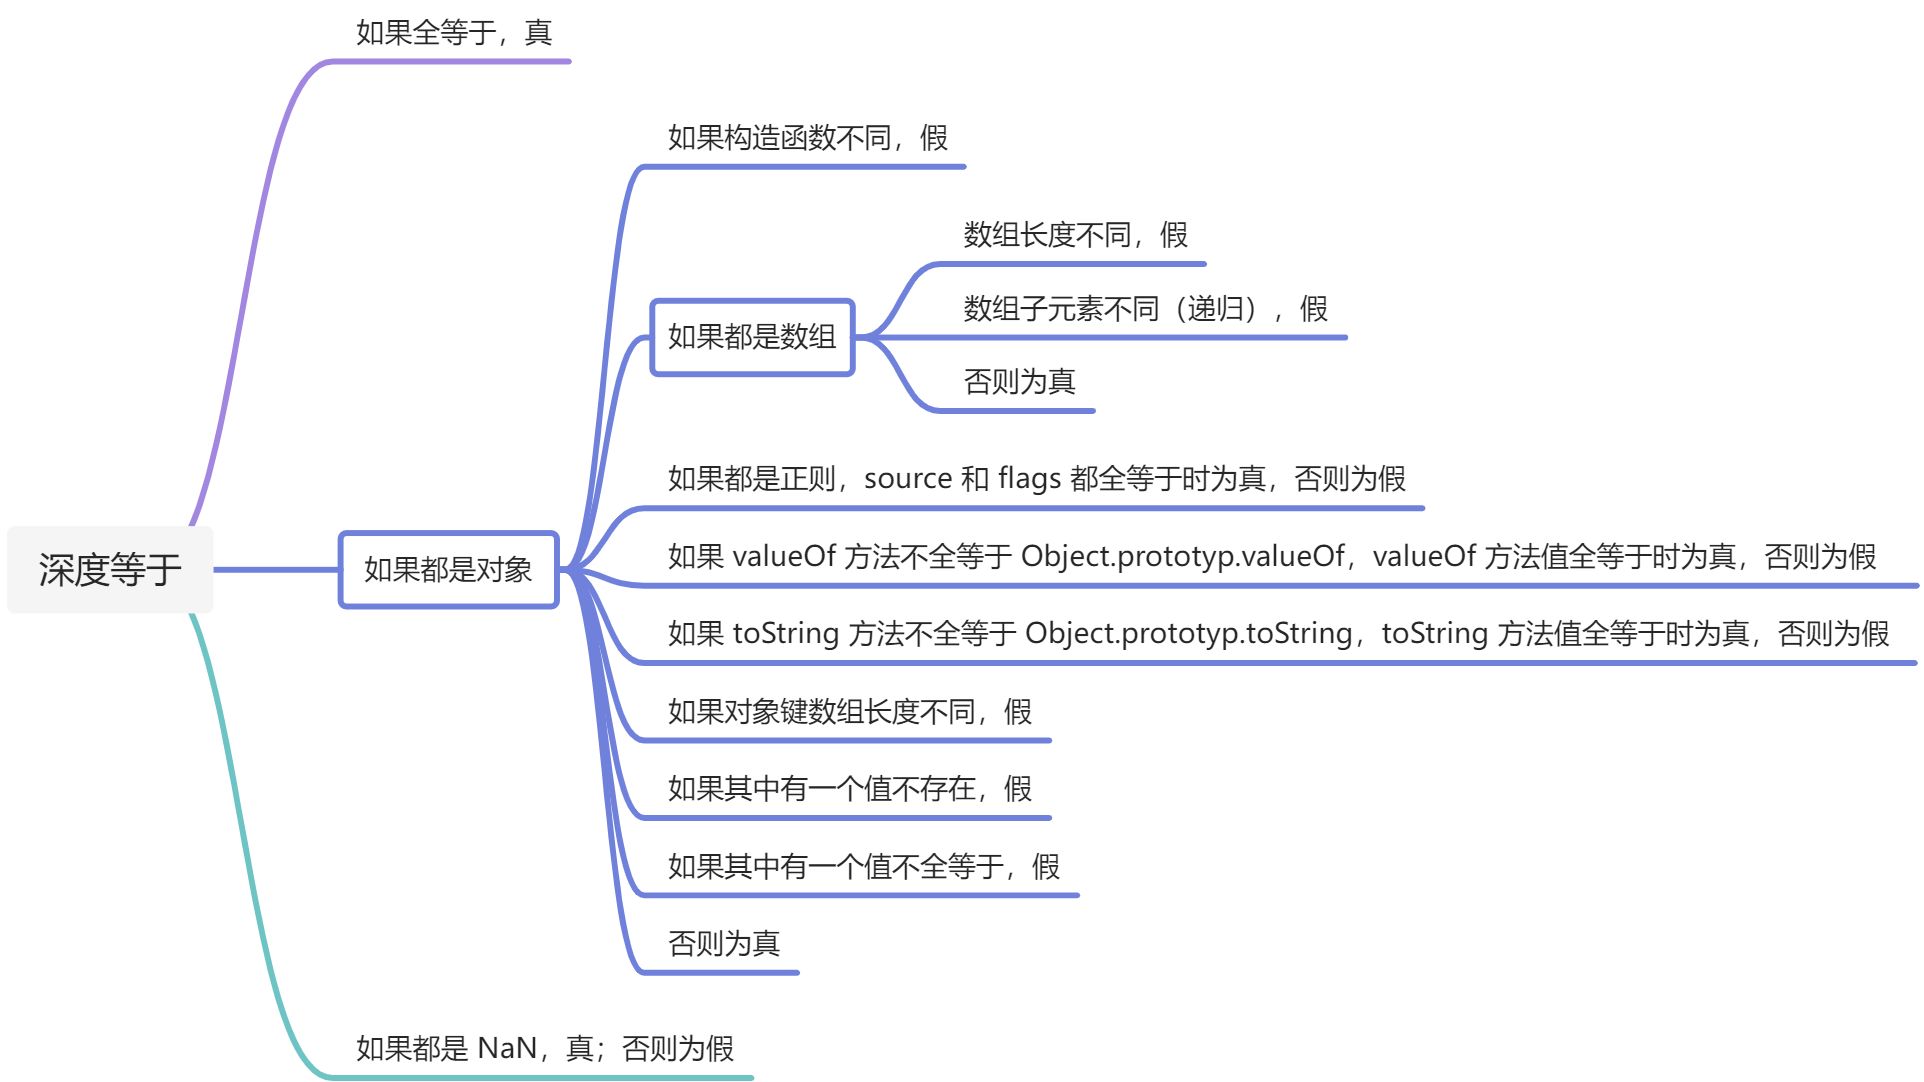 如果全等于，真
如果构造函数不同，假
数组长度不同，假
数组子元素不同（递归），假
如果都是数组
否则为真
如果都是正则，source 和 flags 都全等于时为真，否则为假
如果 valueOf 方法不全等于 Object.prototyp.valueOf，valueOf 方法值全等于时为真，否则为假
深度等于
如果都是对象
如果 toString 方法不全等于 Object.prototyp.toString，toString 方法值全等于时为真，否则为假
如果对象键数组长度不同，假
如果其中有一个值不存在，假
如果其中有一个值不全等于，假
否则为真
如果都是 NaN，真；否则为假